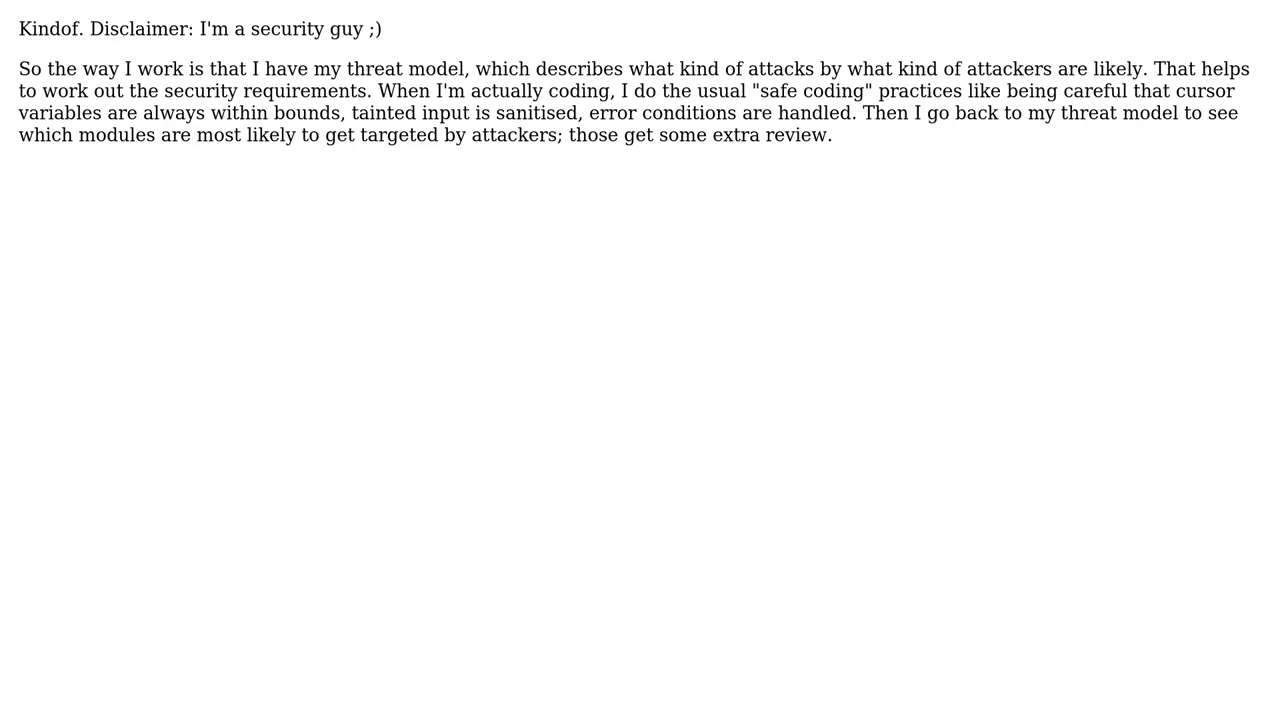 Kindof. Disclaimer: I'm a security guy ;)
So the way I work is that I have my threat model, which describes what kind of attacks by what kind of attackers are likely. That helps
to work out the security requirements. When I'm actually coding, I do the usual "safe coding" practices like being careful that cursor
variables are always within bounds, tainted input is sanitised, error conditions are handled. Then I go back to my threat model to see
which modules are most likely to get targeted by attackers; those get some extra review.